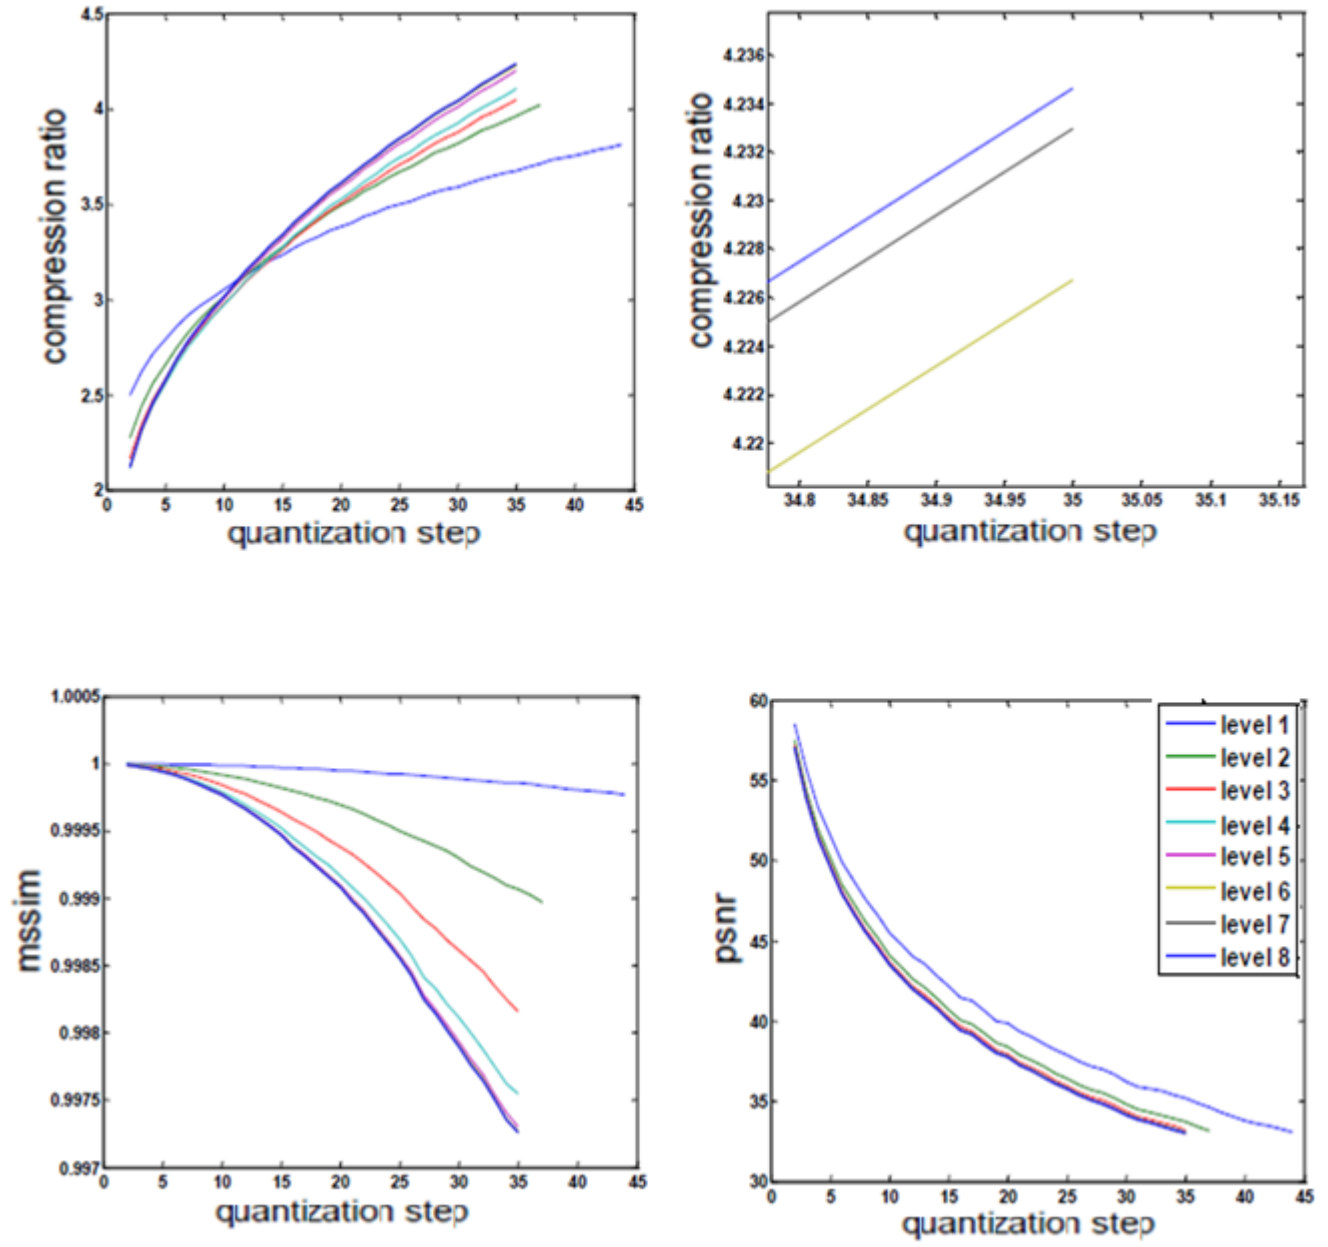 4.5
4
3.5
3
2.5
2
0 5 10 15 20 25 30 35 40 45
compression ratio
quantization step
4.236
4.234
4.232
4.23
4.228
4.226
4.224
4.222
4.22
34.8 34.85 34.9 34.95 35 35.05 35.1 35.15
compression ratio
quantization step
1.0005
1
0.9995
0.999
0.9985
0.998
0.9975
0.997
0 5 10 15 20 25 30 35 40 45
mssim
quantization step
60
55
50
45
40
35
30
0 5 10 15 20 25 30 35 40 45
psnr
quantization step
level 1
level 2
level 3
level 4
level 5
level 6
level 7
level 8